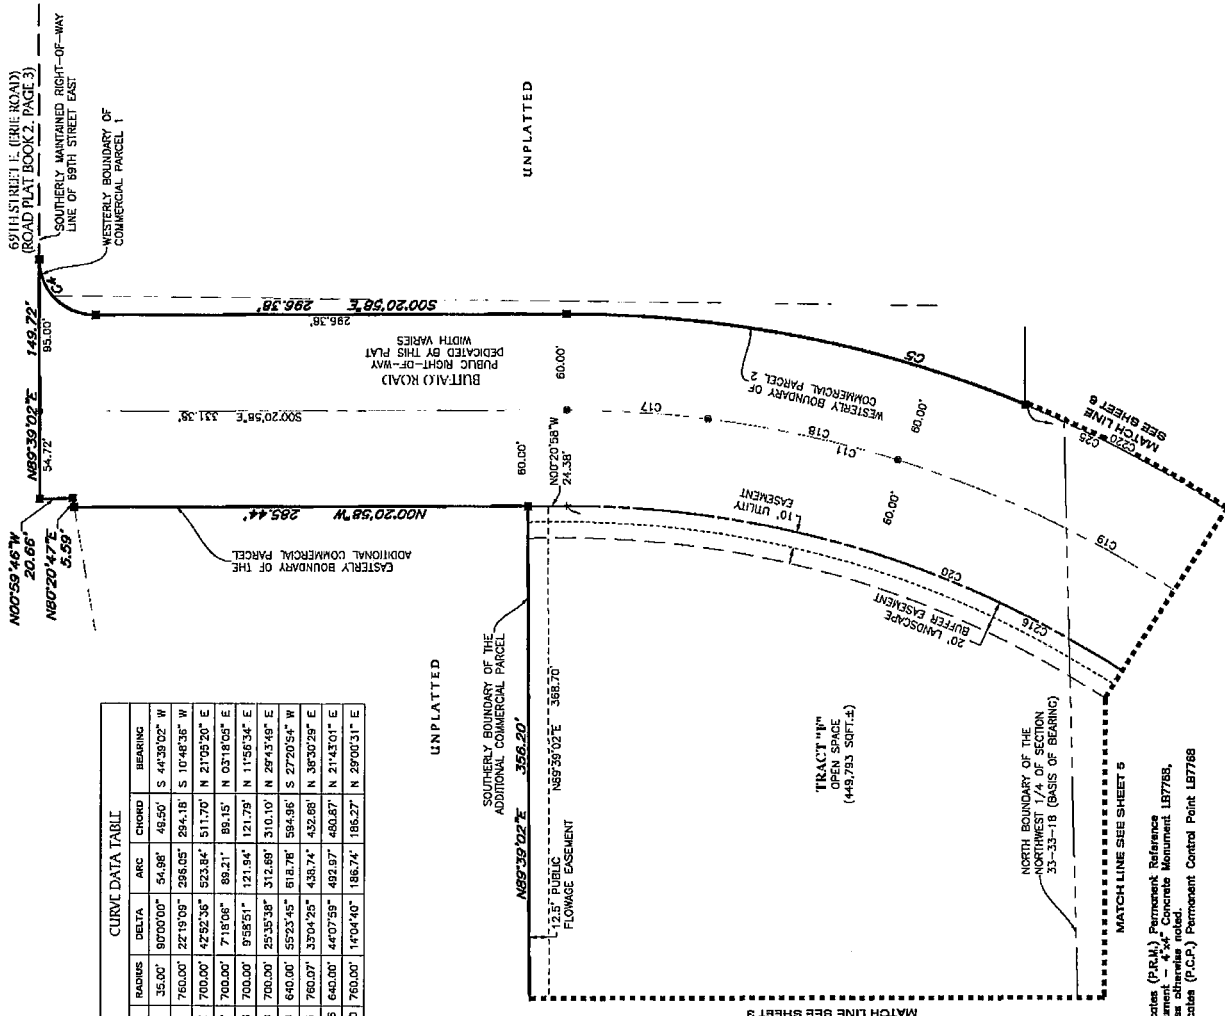 69TH STREET E. (ERIE ROAD)
(ROAD PLAT BOOK 2, PAGE 3)
SOUTHERLY MAINTAINED RIGHT-OF-WAY
LINE OF 69TH STREET EAST
WESTERLY BOUNDARY OF
COMMERCIAL PARCEL 1
N89°39'02"E 149.72'
54.72'
95.00'
C4
N00°59'46"W
20.66'
N80°20'47"E
5.59'
S00°20'58"E 296.38'
296.38'
BUFFALO ROAD
PUBLIC RIGHT-OF-WAY
DEDICATED BY THIS PLAT
WIDTH VARIES
S00°20'58"E 331.38'
N00°20'58"W 285.44'
EASTERLY BOUNDARY OF THE
ADDITIONAL COMMERCIAL PARCEL
UNPLATTED
UNPLATTED
60.00'
60.00'
N00°20'58"W
24.38'
C17
C18
C11
C5
WESTERLY BOUNDARY OF
COMMERCIAL PARCEL 2
60.00'
60.00'
10' UTILITY
EASEMENT
C20
C19
C216
20' LANDSCAPE
BUFFER EASEMENT
MATCH LINE
SEE SHEET 6
C220
C25
CURVE DATA TABLE
RADIUS DELTA ARC CHORD BEARING
35.00' 90°00'00" 54.98' 49.50' S 44°39'02" W
760.00' 22°19'09" 296.05' 294.18' S 10°48'36" W
700.00' 42°52'36" 523.84' 511.70' N 21°05'20" E
700.00' 7°18'06" 89.21' 89.15' N 03°18'05" E
700.00' 9°58'51" 121.94' 121.79' N 11°56'34" E
700.00' 25°35'38" 312.69' 310.10' N 29°43'49" E
640.00' 55°23'45" 618.78' 594.96' S 27°20'54" W
760.07' 33°04'25" 438.74' 432.68' N 38°30'29" E
640.00' 44°07'59" 492.97' 480.87' N 21°43'01" E
760.00' 14°04'40" 186.74' 186.27' N 29°00'31" E
SOUTHERLY BOUNDARY OF THE
ADDITIONAL COMMERCIAL PARCEL
N89°39'02"E 356.20'
N89°39'02"E 368.70'
12.5' PUBLIC
FLOWAGE EASEMENT
TRACT "F"
OPEN SPACE
(449,793 SQFT.±)
NORTH BOUNDARY OF THE
NORTHWEST 1/4 OF SECTION
33-33-18 (BASIS OF BEARING)
MATCH LINE SEE SHEET 5
MATCH LINE SEE SHEET
(P.R.M.) Permanent Reference
4"x4" Concrete Monument LB7768,
otherwise noted.
(P.C.P.) Permanent Control Point LB7768